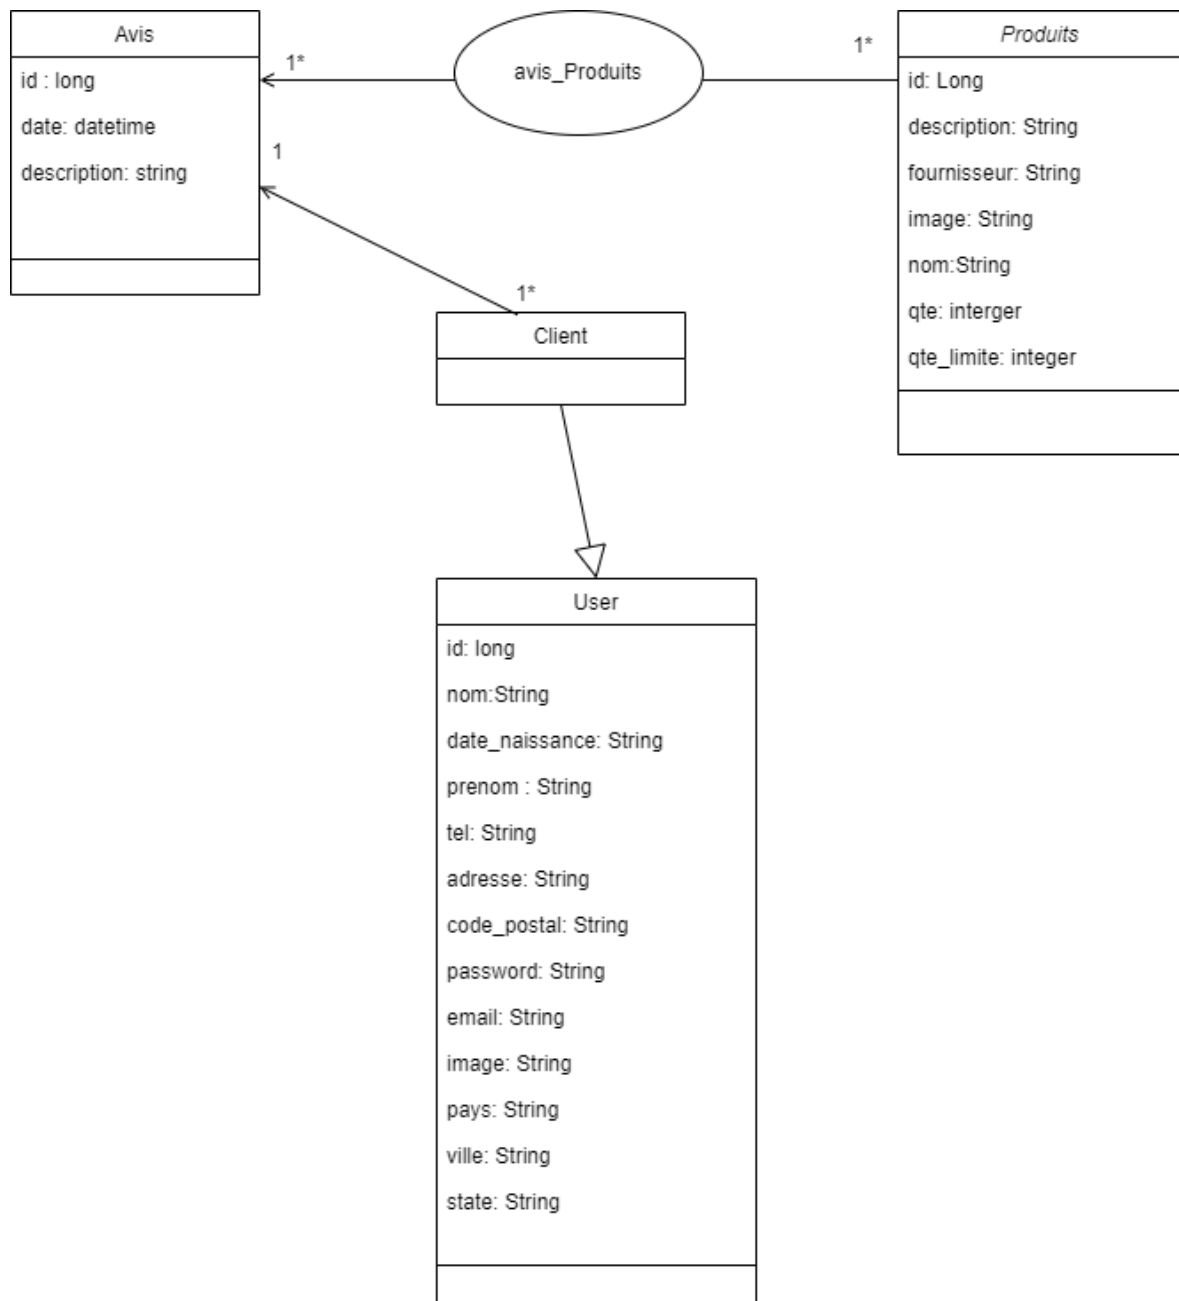 Avis
id : long
date: datetime
description: string
1*
avis_Produits
1*
Produits
id: Long
description: String
fournisseur: String
image: String
nom:String
qte: interger
qte_limite: integer
1
1*
Client
User
id: long
nom:String
date_naissance: String
prenom : String
tel: String
adresse: String
code_postal: String
password: String
email: String
image: String
pays: String
ville: String
state: String